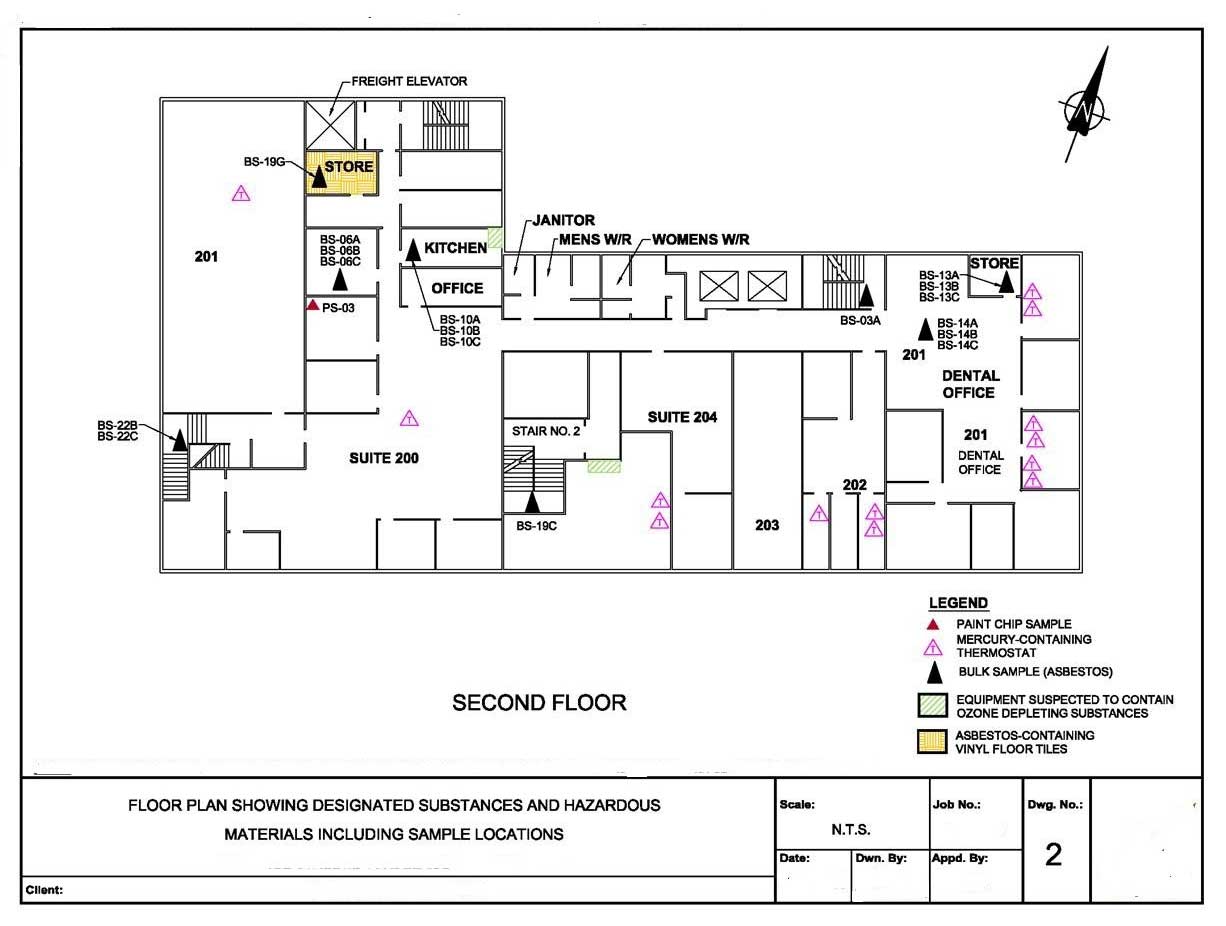 FREIGHT ELEVATOR
N
BS-19G
STORE
T
201
JANITOR
MENS W/R
WOMENS W/R
BS-06A
BS-06B
BS-06C
KITCHEN
OFFICE
PS-03
BS-10A
BS-10B
BS-10C
STORE
BS-13A
BS-13B
BS-13C
T
T
BS-03A
BS-14A
BS-14B
BS-14C
201
DENTAL
OFFICE
BS-22B
BS-22C
T
SUITE 200
STAIR NO. 2
SUITE 204
201
DENTAL
OFFICE
T
T
T
T
BS-19C
T
T
203
202
T
T
T
LEGEND
PAINT CHIP SAMPLE
T
MERCURY-CONTAINING
THERMOSTAT
BULK SAMPLE (ASBESTOS)
EQUIPMENT SUSPECTED TO CONTAIN
OZONE DEPLETING SUBSTANCES
ASBESTOS-CONTAINING
VINYL FLOOR TILES
SECOND FLOOR
FLOOR PLAN SHOWING DESIGNATED SUBSTANCES AND HAZARDOUS
MATERIALS INCLUDING SAMPLE LOCATIONS
Client:
Scale:
N.T.S.
Job No.:
Dwg. No.:
2
Date:
Dwn. By:
Appd. By: